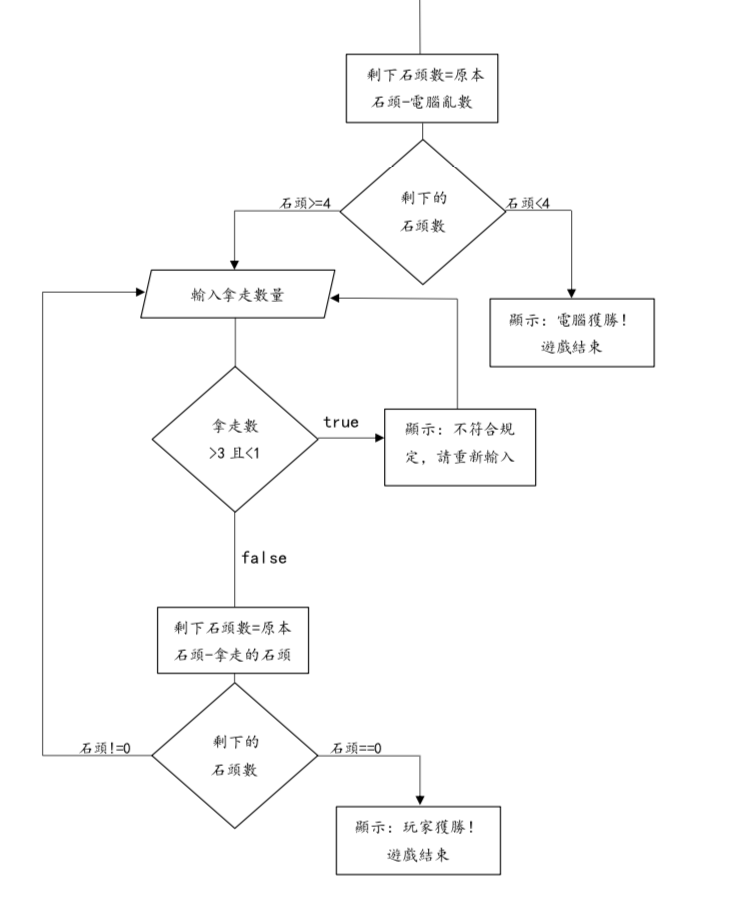 剩下石頭數=原本
石頭-電腦亂數
剩下的
石頭數
石頭>=4
石頭<4
輸入拿走數量
顯示：電腦獲勝！
遊戲結束
拿走數
>3 且<1
true
顯示：不符合規
定，請重新輸入
false
剩下石頭數=原本
石頭-拿走的石頭
剩下的
石頭數
石頭!=0
石頭==0
顯示：玩家獲勝！
遊戲結束